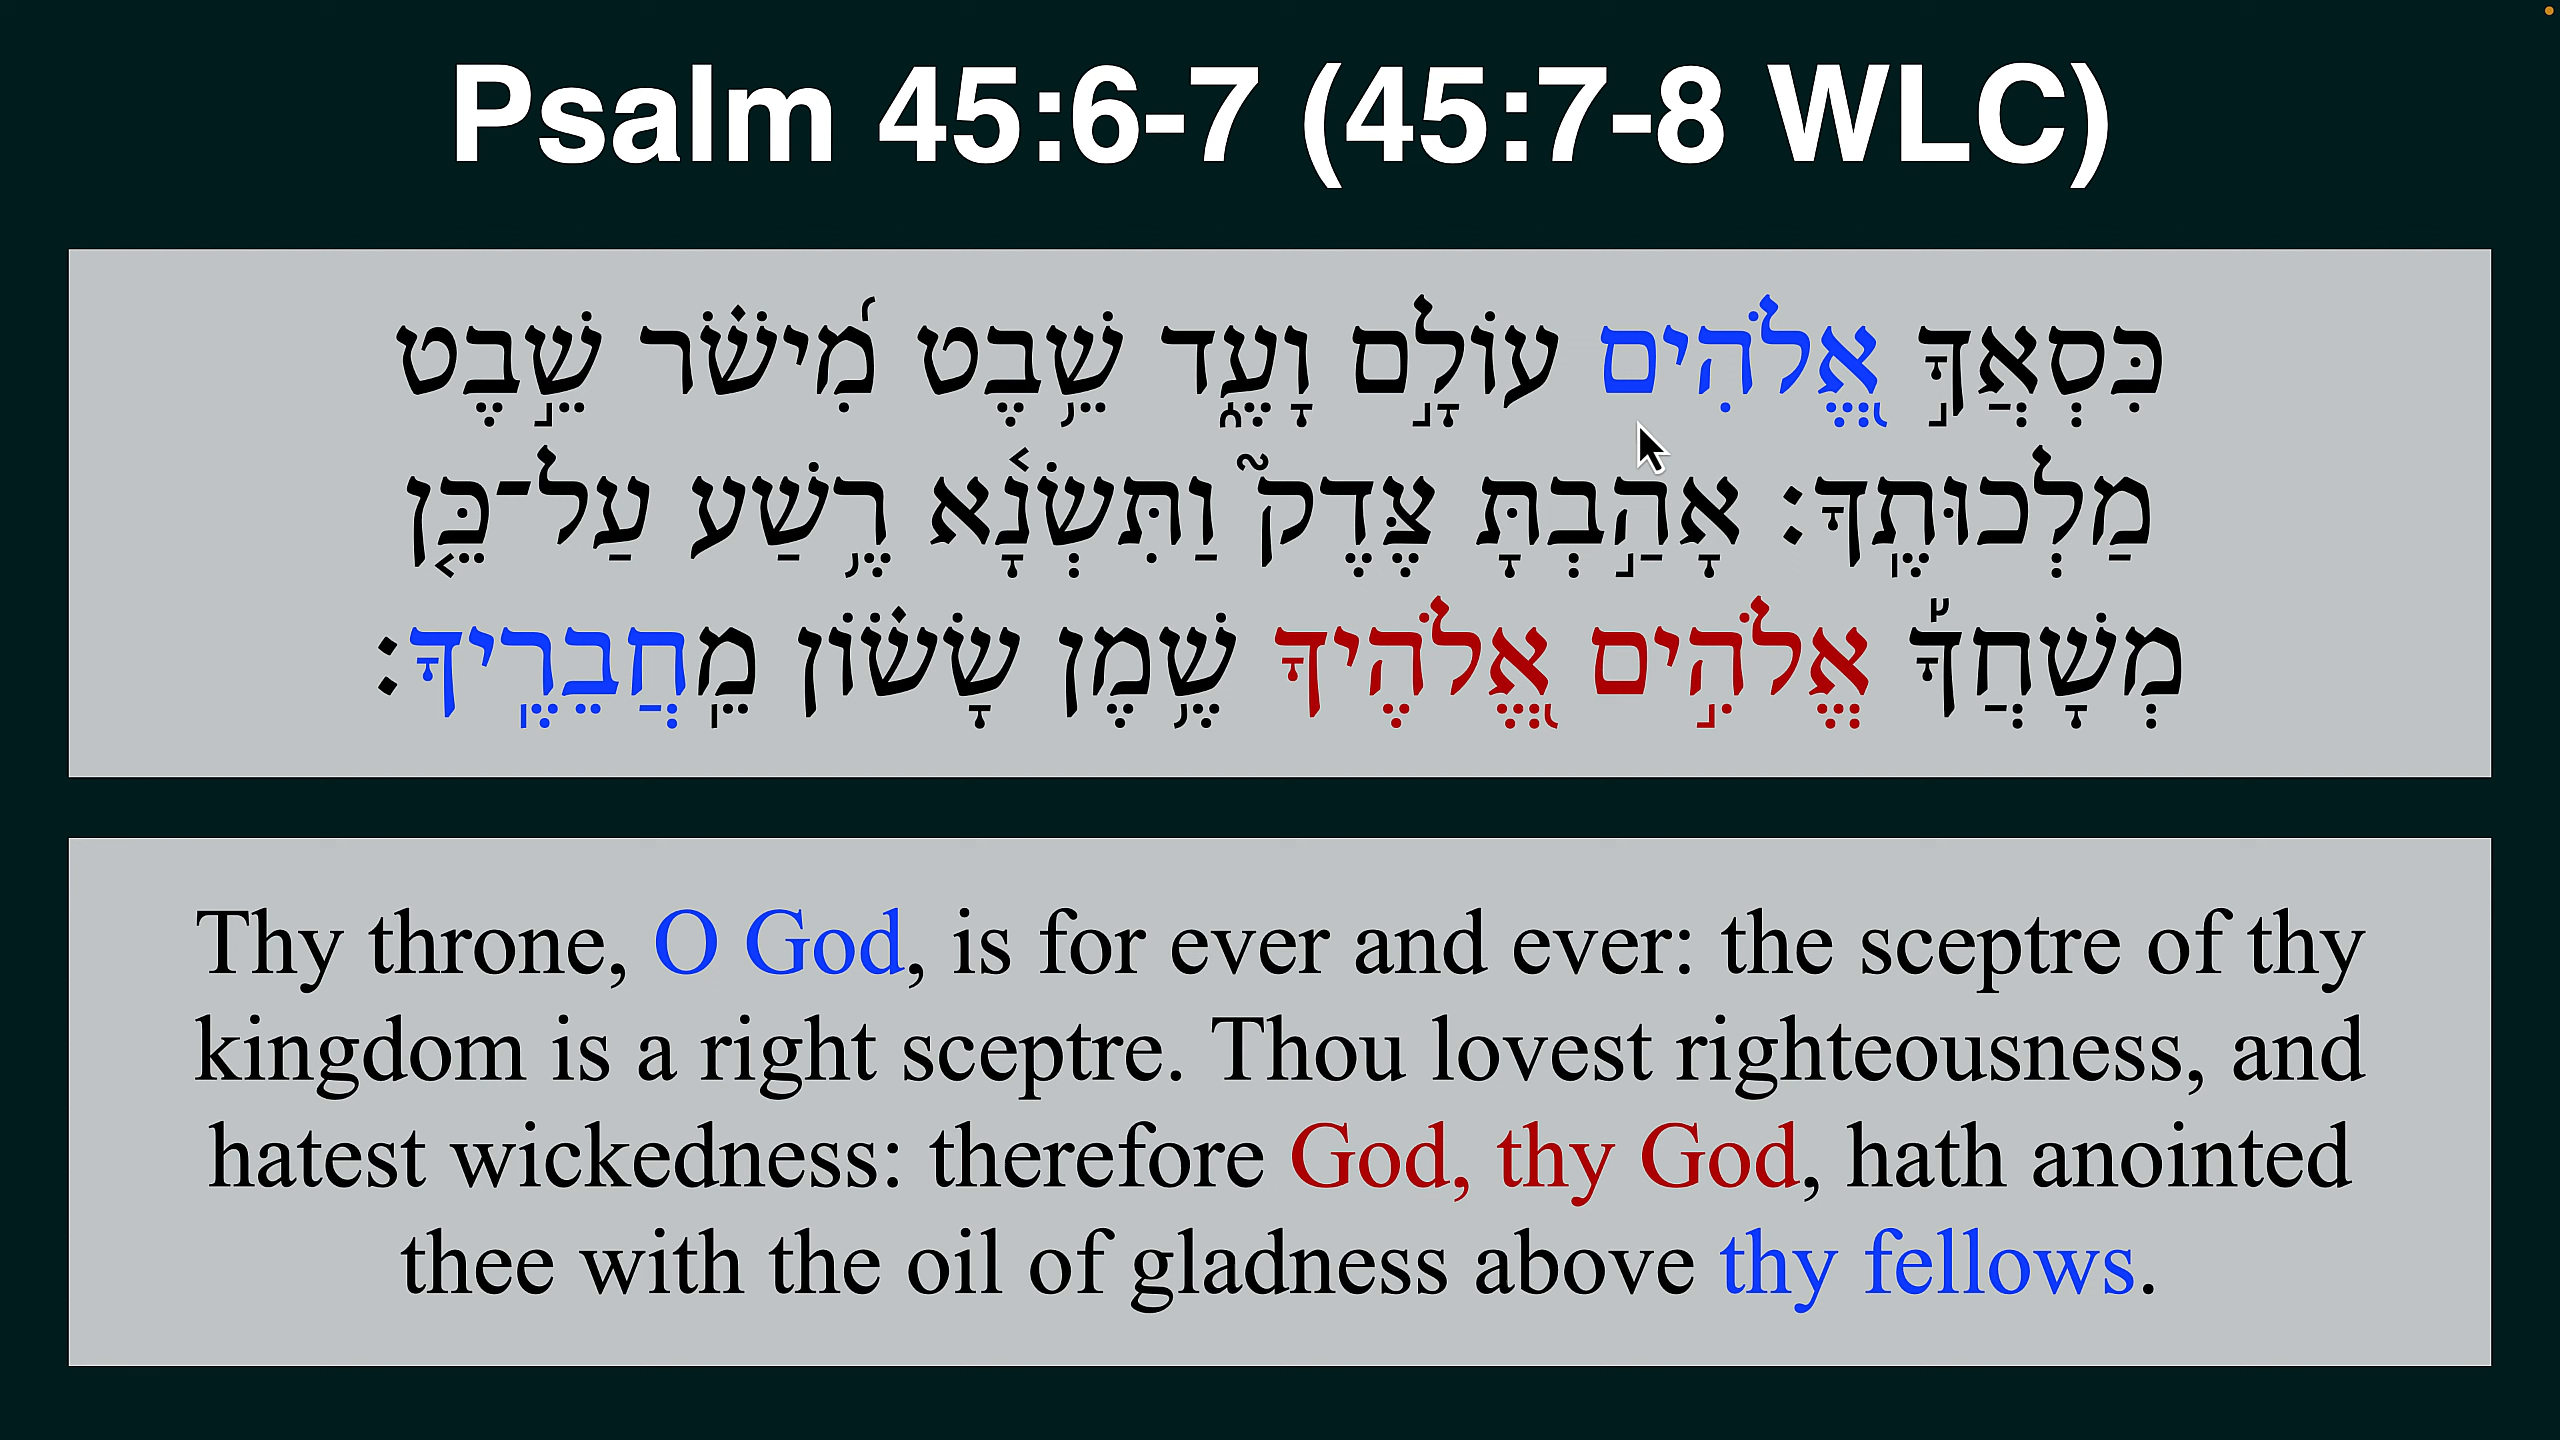 Psalm 45:6-7 (45:7-8 WLC)
כִּסְאֲךָ֣ אֱ֭לֹהִים עוֹלָ֣ם וָעֶ֑ד שֵׁ֥בֶט מִ֝ישֹׁ֗ר שֵׁ֣בֶט
מַלְכוּתֶֽךָ׃ אָהַ֣בְתָּ צֶּדֶק֮ וַתִּשְׂנָ֫א רֶ֥שַׁע עַל־כֵּ֤ן
מְשָׁחֲךָ֡ אֱלֹהִ֣ים אֱ֭לֹהֶיךָ שֶׁ֥מֶן שָׂשׂ֗וֹן מֵֽחֲבֵרֶֽיךָ׃
Thy throne, O God, is for ever and ever: the sceptre of thy
kingdom is a right sceptre. Thou lovest righteousness, and
hatest wickedness: therefore God, thy God, hath anointed
thee with the oil of gladness above thy fellows.